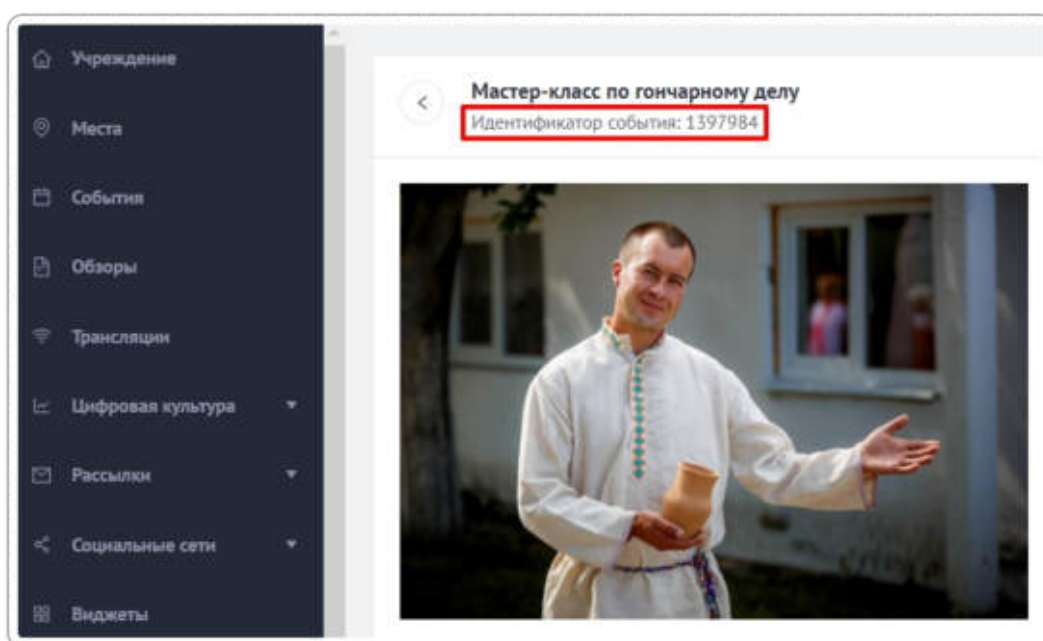 Учреждение
Места
События
Обзоры
Трансляции
Цифровая культура
Рассылки
Социальные сети
Виджеты
Мастер-класс по гончарному делу
Идентификатор события: 1397984